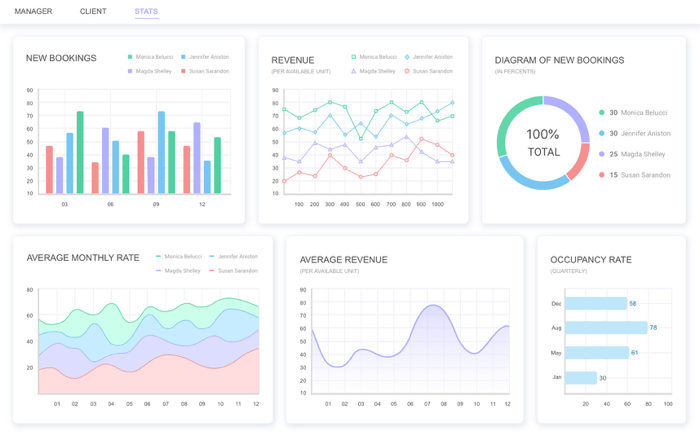 MANAGER CLIENT STATS
NEW BOOKINGS
Monica Belucci Jennifer Aniston
Magda Shelley Susan Sarandon
90
80
70
60
50
40
30
20
10
03 06 09 12
REVENUE
(PER AVAILABLE UNIT)
Monica Belucci Jennifer Aniston
Magda Shelley Susan Sarandon
90
80
70
60
50
40
30
20
10
100 200 300 400 500 600 700 800 900 1000
DIAGRAM OF NEW BOOKINGS
(IN PERCENTS)
100%
TOTAL
30 Monica Belucci
30 Jennifer Aniston
25 Magda Shelley
15 Susan Sarandon
AVERAGE MONTHLY RATE
Monica Belucci Jennifer Aniston
Magda Shelley Susan Sarandon
80
60
40
20
01 02 03 04 05 06 07 08 09 10 11 12
AVERAGE REVENUE
(PER AVAILABLE UNIT)
90
80
70
60
50
40
30
20
10
01 02 03 04 05 06 07 08 09 10 11 12
OCCUPANCY RATE
(QUARTERLY)
Dec 58
Aug 78
May 61
Jan 30
20 40 60 80 100